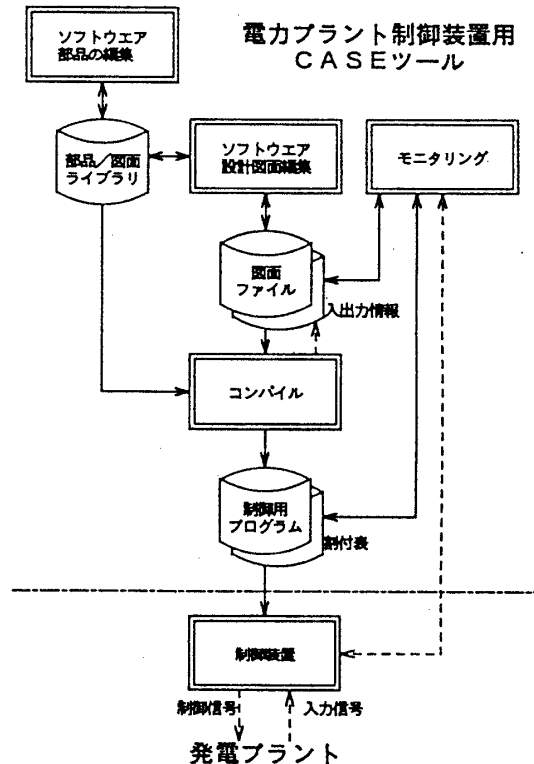 電力プラント制御装置用
CASEツール
ソフトウエア
部品の編集
部品／図面
ライブラリ
ソフトウエア
設計図面編集
モニタリング
図面
ファイル
入出力情報
コンパイル
制御用
プログラム
割付表
制御装置
制御信号
入力信号
発電プラント